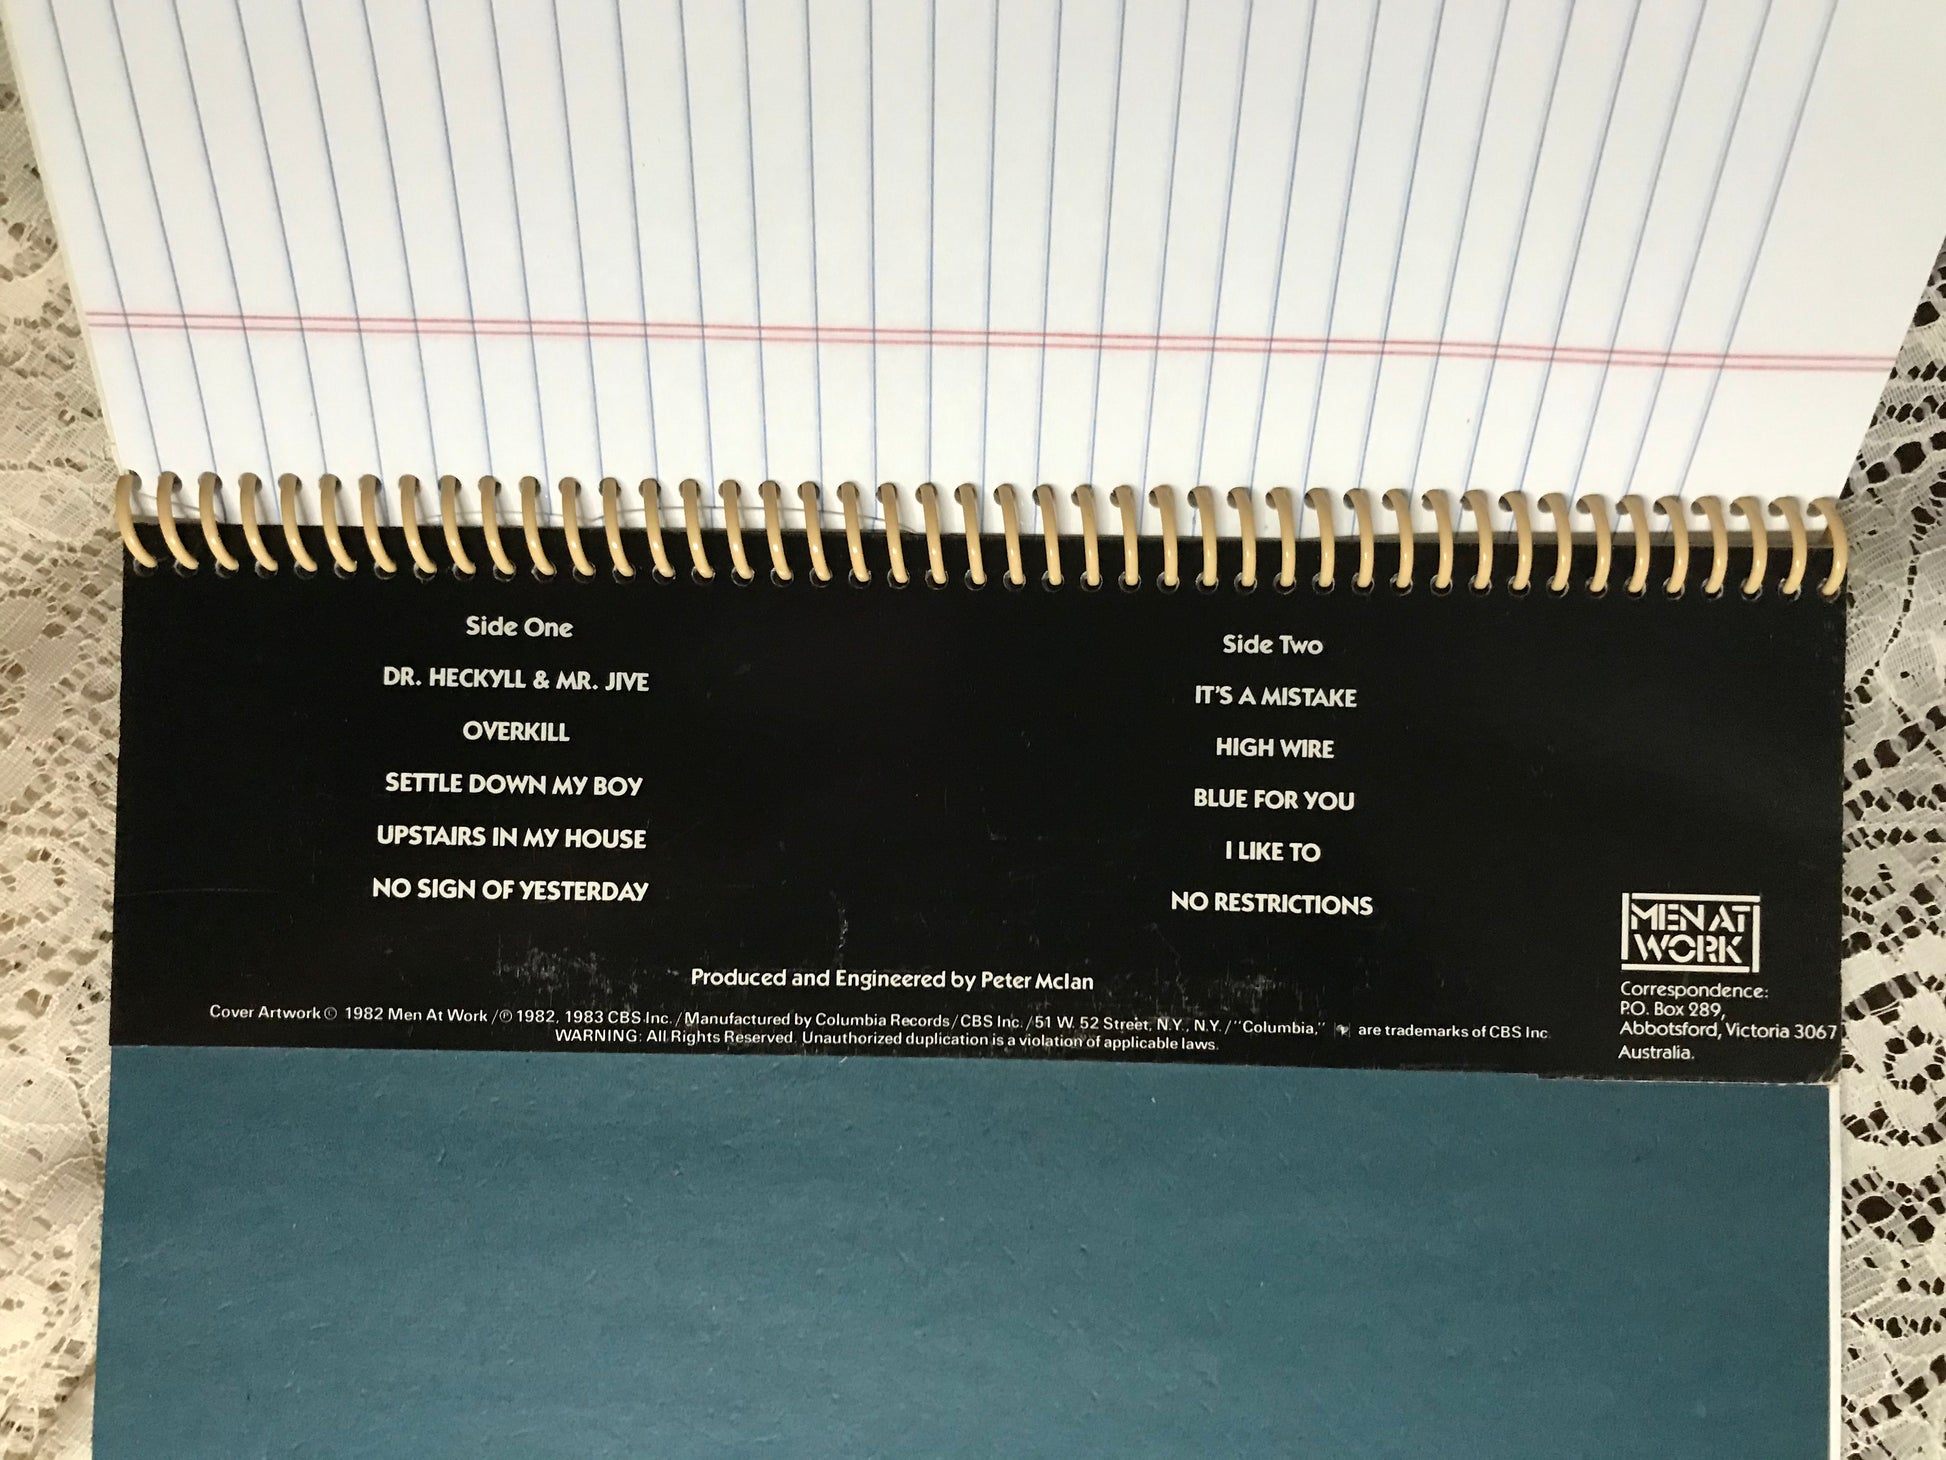 Side One
DR. HECKYLL & MR. JIVE
OVERKILL
SETTLE DOWN MY BOY
UPSTAIRS IN MY HOUSE
NO SIGN OF YESTERDAY
Side Two
IT'S A MISTAKE
HIGH WIRE
BLUE FOR YOU
I LIKE TO
NO RESTRICTIONS
Produced and Engineered by Peter McIan
Cover Artwork © 1982 Men At Work / ℗ 1982, 1983 CBS Inc. / Manufactured by Columbia Records / CBS Inc. / 51 W. 52 Street, N.Y., N.Y. / "Columbia," are trademarks of CBS Inc.
WARNING: All Rights Reserved. Unauthorized duplication is a violation of applicable laws.
MEN AT
WORK
Correspondence:
P.O. Box 289,
Abbotsford, Victoria 3067
Australia.